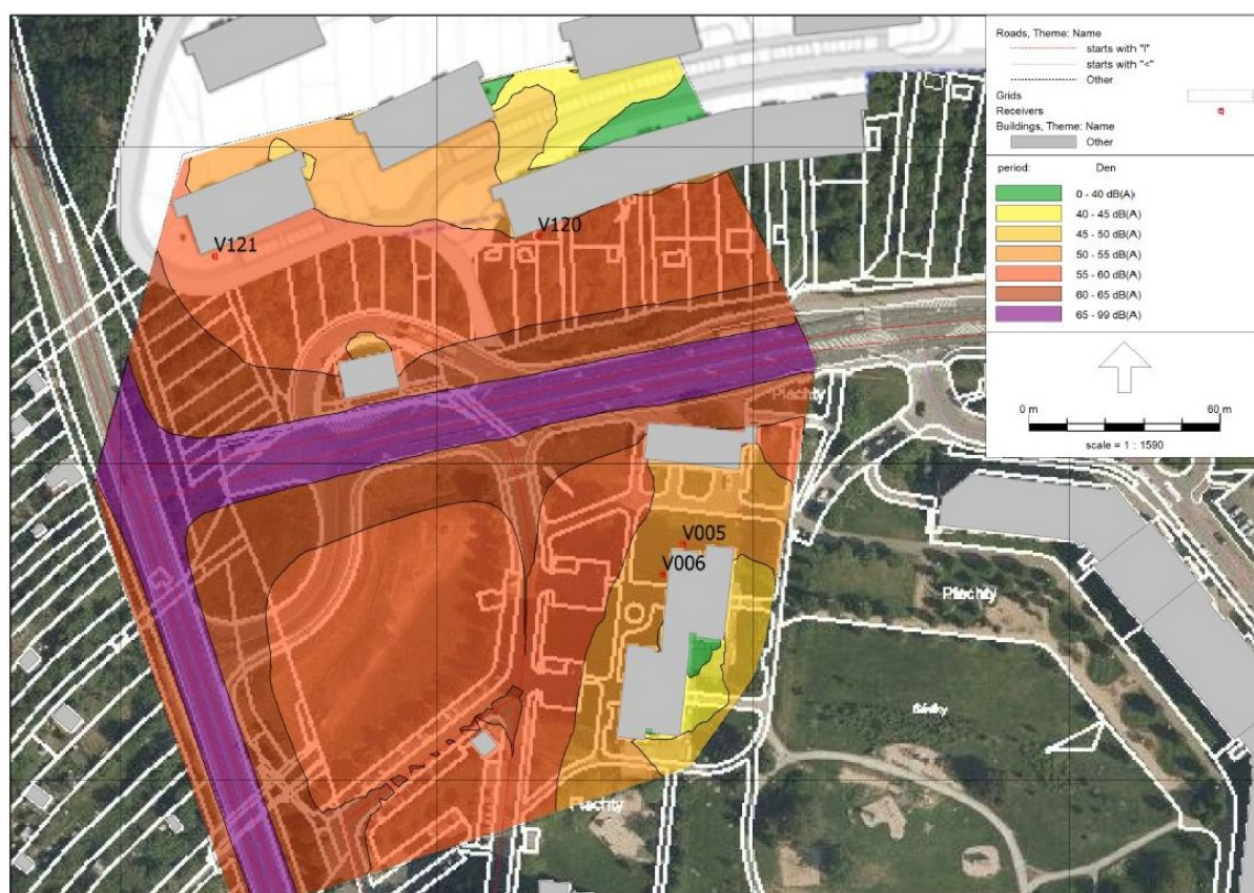 Roads, Theme: Name
starts with "I"
starts with "<"
Other
Grids
Receivers
Buildings, Theme: Name
Other
period: Den
0 - 40 dB(A)
40 - 45 dB(A)
45 - 50 dB(A)
50 - 55 dB(A)
55 - 60 dB(A)
60 - 65 dB(A)
65 - 99 dB(A)
0 m 60 m
scale = 1 : 1590
V121
V120
Plachty
V005
V006
Plachty
Plachty